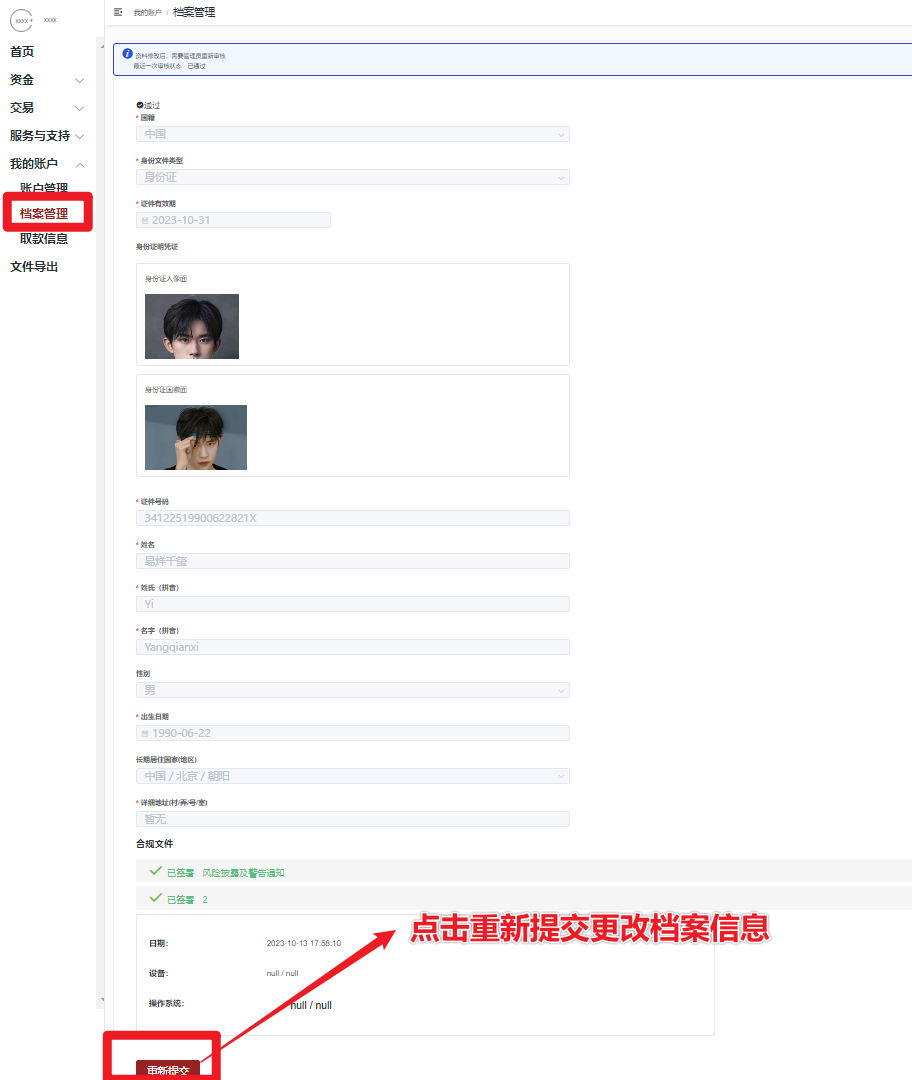 xxxx +
xxxx
我的账户 / 档案管理
首页
资金
交易
服务与支持
我的账户
账户管理
档案管理
取款信息
文件导出
资料修改后，需要管理员重新审核
最近一次审核状态：已通过
通过
* 国籍
中国
* 身份文件类型
身份证
* 证件有效期
2023-10-31
身份证明凭证
身份证人像面
身份证国徽面
* 证件号码
34122519900622821X
* 姓名
易烊千玺
* 姓氏（拼音）
Yi
* 名字（拼音）
Yangqianxi
性别
男
* 出生日期
1990-06-22
长期居住国家(地区)
中国 / 北京 / 朝阳
* 详细地址(村/弄/号/室)
暂无
合规文件
已签署 风险披露及警告通知
已签署 2
点击重新提交更改档案信息
日期: 2023-10-13 17:58:10
设备: null / null
操作系统: null / null
重新提交